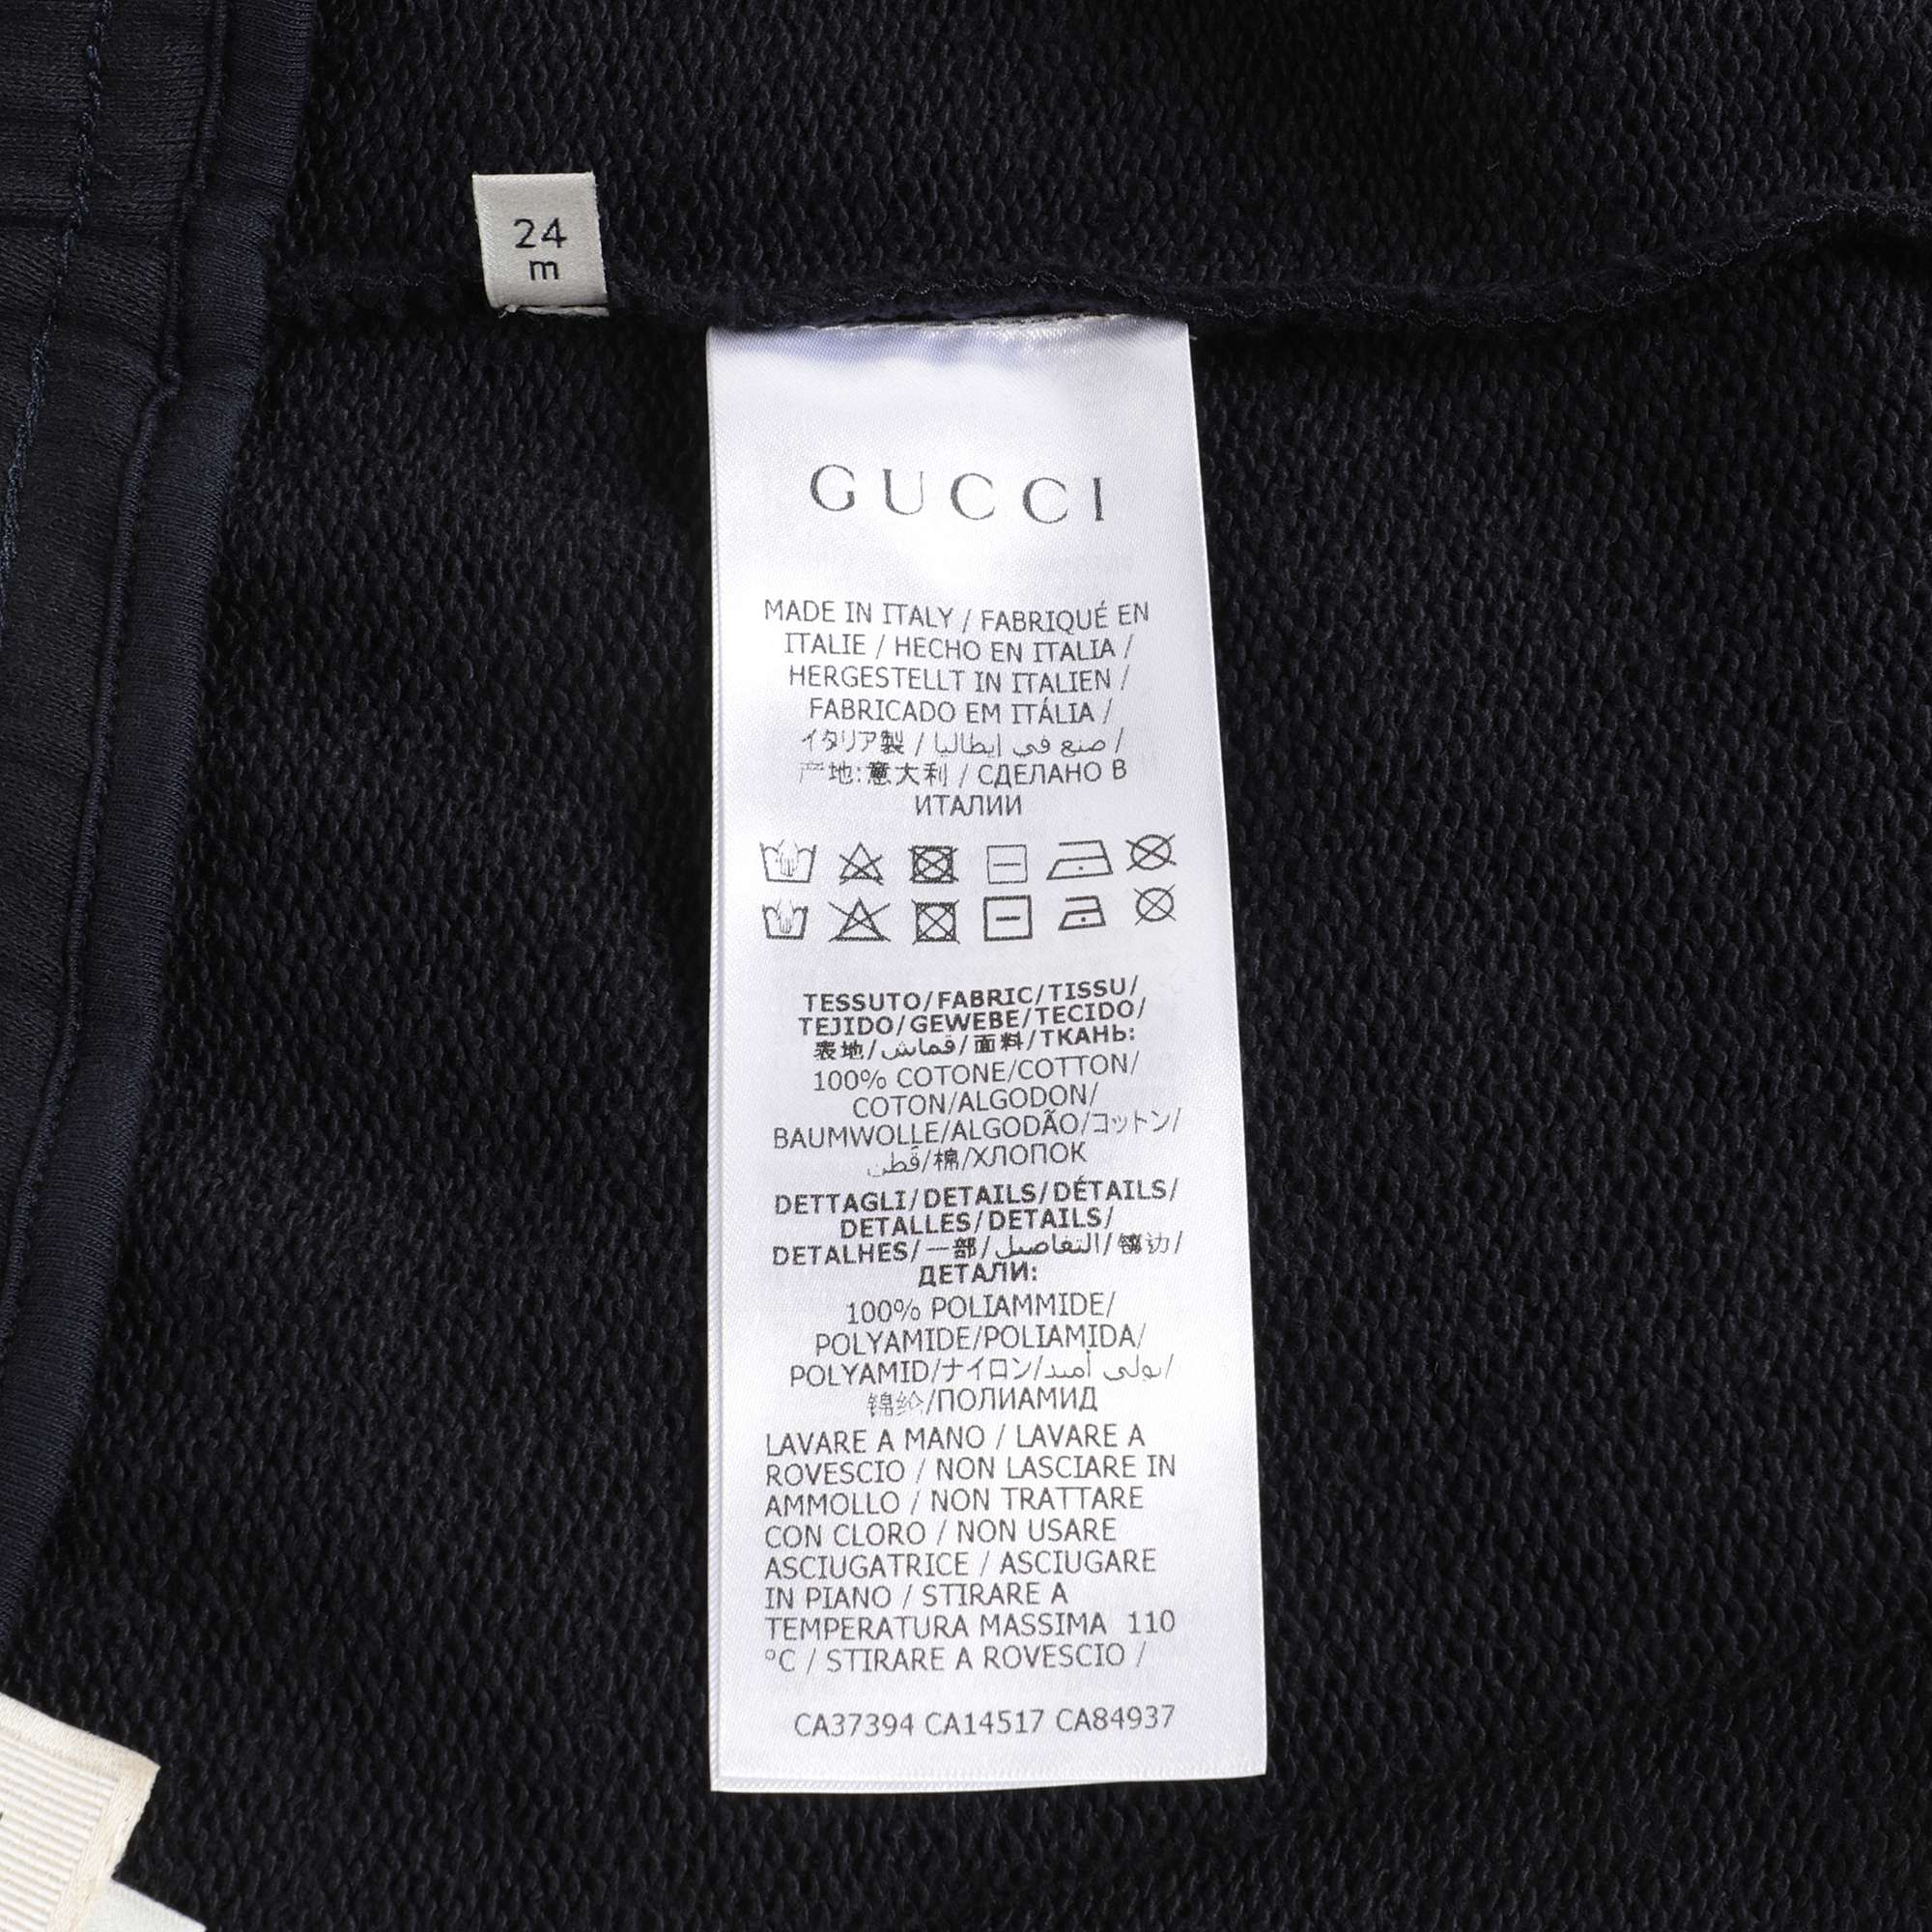 24
m
GUCCI
MADE IN ITALY / FABRIQUÉ EN
ITALIE / HECHO EN ITALIA /
HERGESTELLT IN ITALIEN /
FABRICADO EM ITÁLIA /
イタリア製 / صنع في إيطاليا /
产地:意大利 / СДЕЛАНО В
ИТАЛИИ
TESSUTO/FABRIC/TISSU/
TEJIDO/GEWEBE/TECIDO/
表地/قماش/面料/ТКАНЬ:
100% COTONE/COTTON/
COTON/ALGODON/
BAUMWOLLE/ALGODÃO/コットン/
قطن/棉/ХЛОПОК
DETTAGLI/DETAILS/DÉTAILS/
DETALLES/DETAILS/
DETALHES/一部/التفاصيل/镶边/
ДЕТАЛИ:
100% POLIAMMIDE/
POLYAMIDE/POLIAMIDA/
POLYAMID/ナイロン/بولي أميد/
锦纶/ПОЛИАМИД
LAVARE A MANO / LAVARE A
ROVESCIO / NON LASCIARE IN
AMMOLLO / NON TRATTARE
CON CLORO / NON USARE
ASCIUGATRICE / ASCIUGARE
IN PIANO / STIRARE A
TEMPERATURA MASSIMA 110
°C / STIRARE A ROVESCIO /
CA37394 CA14517 CA84937